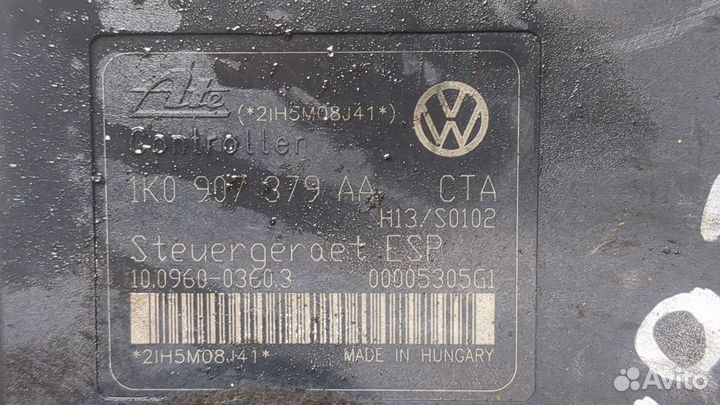 Ate (*2IH5M08J41*)
Controller
1K0 907 379 AA CTA
H13/S0102
Steuergeraet ESP
10.0960-0360.3 00005305G1
*2IH5M08J41* MADE IN HUNGARY
Avito